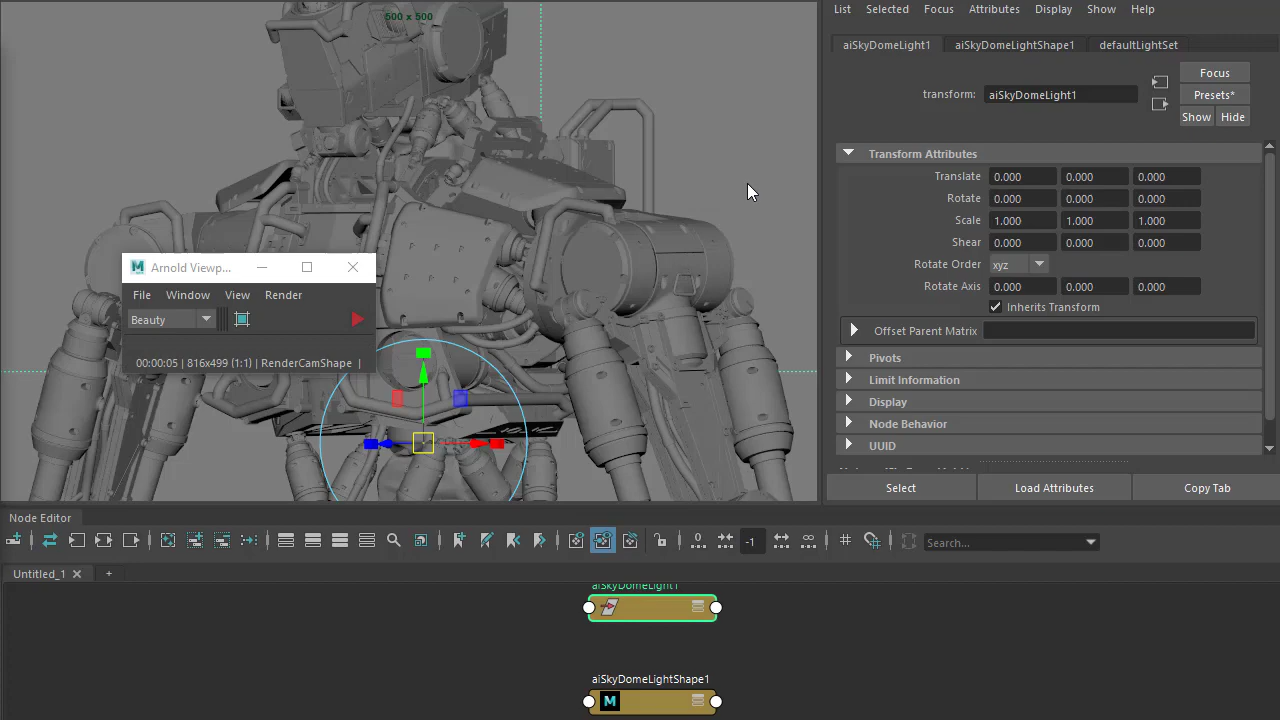 500 x 500
List Selected Focus Attributes Display Show Help
aiSkyDomeLight1 aiSkyDomeLightShape1 defaultLightSet
transform: aiSkyDomeLight1
Focus
Presets*
Show Hide
Transform Attributes
Translate 0.000 0.000 0.000
Rotate 0.000 0.000 0.000
Scale 1.000 1.000 1.000
Shear 0.000 0.000 0.000
Rotate Order xyz
Rotate Axis 0.000 0.000 0.000
Inherits Transform
Offset Parent Matrix
Pivots
Limit Information
Display
Node Behavior
UUID
Select Load Attributes Copy Tab
Arnold Viewp...
File Window View Render
Beauty
00:00:05 | 816x499 (1:1) | RenderCamShape |
Node Editor
0
-1
Search...
Untitled_1
+
aiSkyDomeLight1
aiSkyDomeLightShape1
M